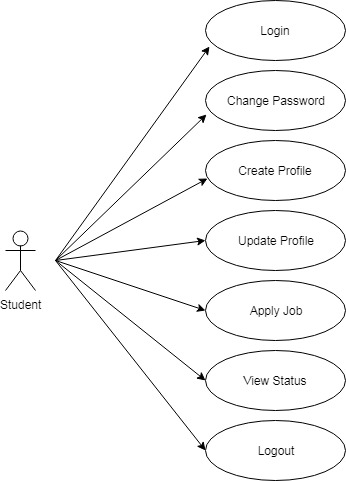 Login
Change Password
Create Profile
Update Profile
Student
Apply Job
View Status
Logout